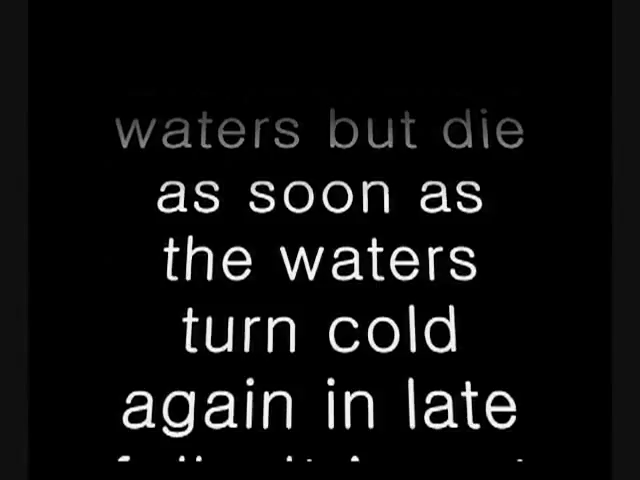 waters but die
as soon as
the waters
turn cold
again in late